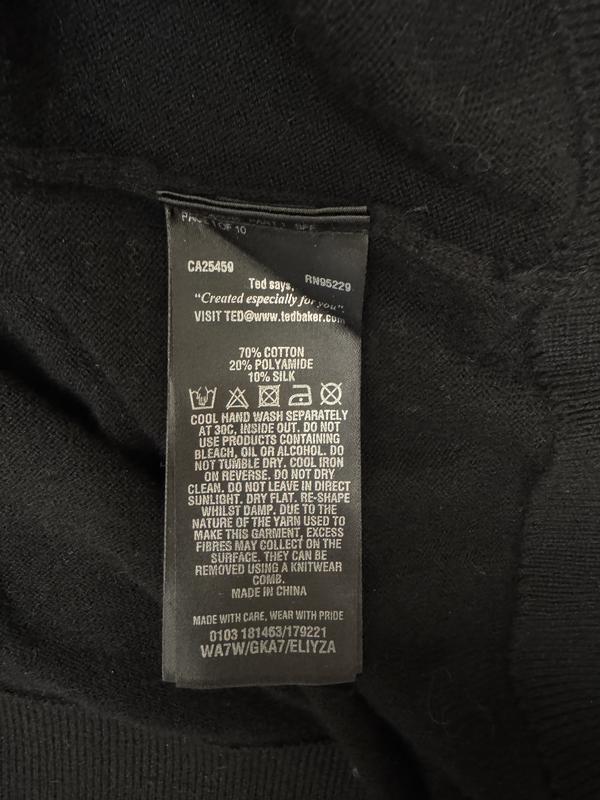 PAGE 1 OF 10
CA25459
RN95229
Ted says,
"Created especially for you".
VISIT TED@www.tedbaker.com
70% COTTON
20% POLYAMIDE
10% SILK
COOL HAND WASH SEPARATELY
AT 30C, INSIDE OUT. DO NOT
USE PRODUCTS CONTAINING
BLEACH, OIL OR ALCOHOL. DO
NOT TUMBLE DRY. COOL IRON
ON REVERSE. DO NOT DRY
CLEAN. DO NOT LEAVE IN DIRECT
SUNLIGHT. DRY FLAT. RE-SHAPE
WHILST DAMP. DUE TO THE
NATURE OF THE YARN USED TO
MAKE THIS GARMENT, EXCESS
FIBRES MAY COLLECT ON THE
SURFACE. THEY CAN BE
REMOVED USING A KNITWEAR
COMB.
MADE IN CHINA
MADE WITH CARE, WEAR WITH PRIDE
0103 181463/179221
WA7W/GKA7/ELIYZA